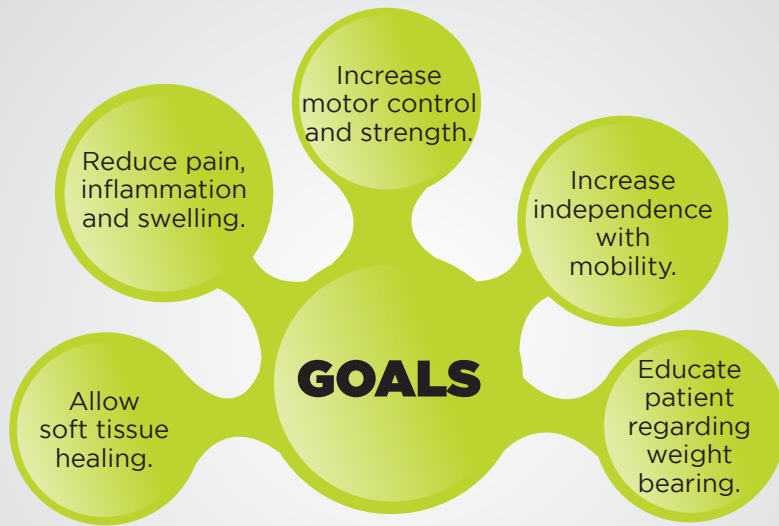 Increase
motor control
and strength.
Reduce pain,
inflammation
and swelling.
Increase
independence
with
mobility.
GOALS
Allow
soft tissue
healing.
Educate
patient
regarding
weight
bearing.